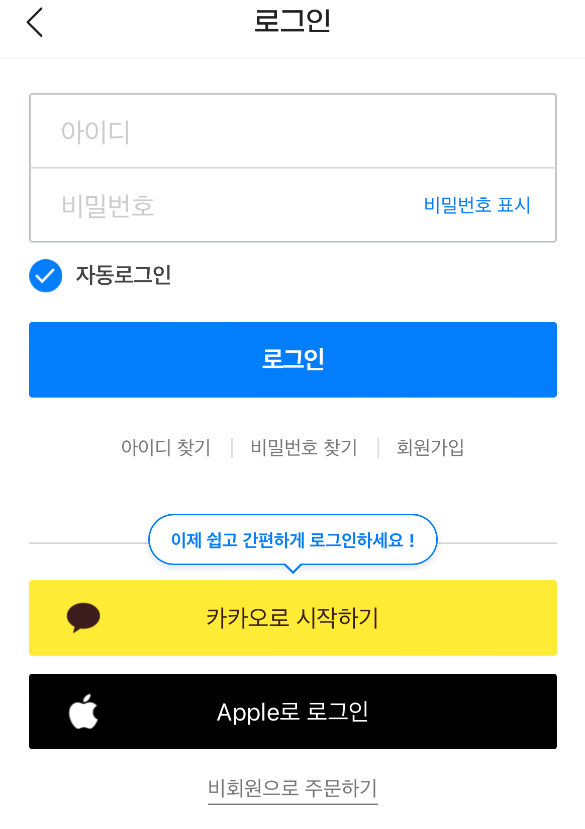 로그인
아이디
비밀번호 비밀번호 표시
자동로그인
로그인
아이디 찾기 비밀번호 찾기 회원가입
이제 쉽고 간편하게 로그인하세요 !
카카오로 시작하기
Apple로 로그인
비회원으로 주문하기